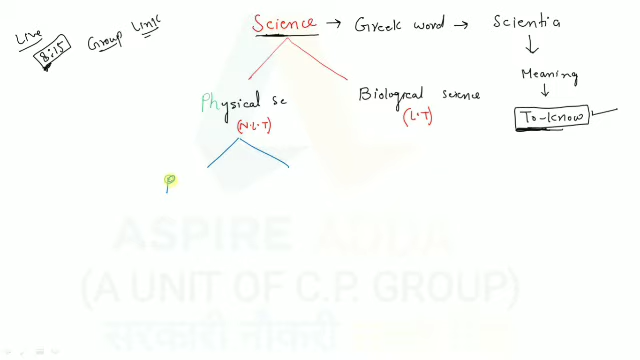 Live
8:15
Group Link
Science → Greek word → Scientia
Meaning
To-know
Physical Sc
(N.L.T)
Biological science
(L.T)
P
ASPIRE ADDA
(A UNIT OF C.P. GROUP)
सरकारी नौकरी